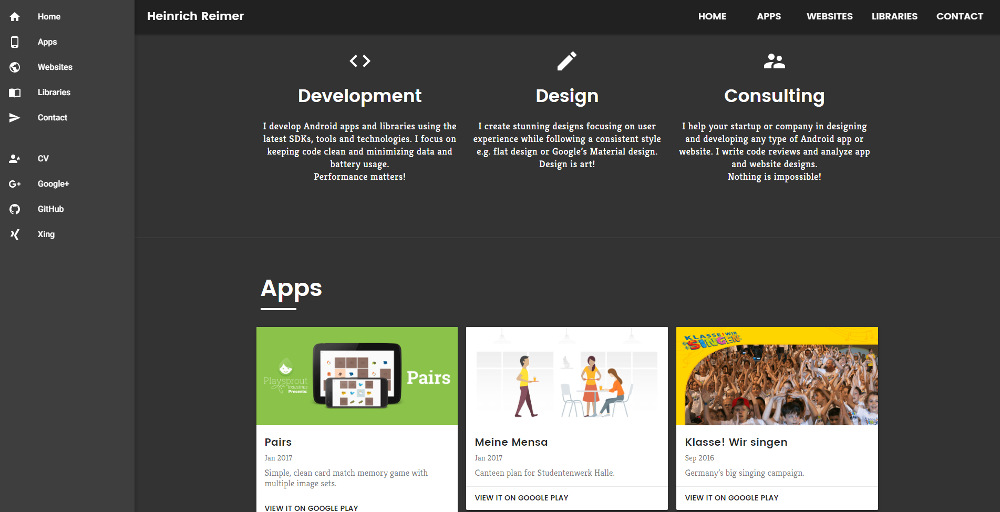 Home
Apps
Websites
Libraries
Contact
CV
Google+
GitHub
Xing
Heinrich Reimer
HOME APPS WEBSITES LIBRARIES CONTACT
Development
I develop Android apps and libraries using the
latest SDKs, tools and technologies. I focus on
keeping code clean and minimizing data and
battery usage.
Performance matters!
Design
I create stunning designs focusing on user
experience while following a consistent style
e.g. flat design or Google's Material design.
Design is art!
Consulting
I help your startup or company in designing
and developing any type of Android app or
website. I write code reviews and analyze app
and website designs.
Nothing is impossible!
Apps
Playsprout
Presents
Pairs
Pairs
Jan 2017
Simple, clean card match memory game with
multiple image sets.
VIEW IT ON GOOGLE PLAY
Meine Mensa
Jan 2017
Canteen plan for Studentenwerk Halle.
VIEW IT ON GOOGLE PLAY
KLASSE! WIR
SINGEN
Klasse! Wir singen
Sep 2016
Germany's big singing campaign.
VIEW IT ON GOOGLE PLAY